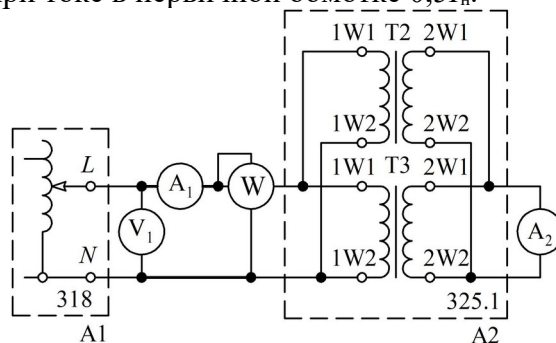 при токе в первичной обмотке 0,5Iн.
1W1 T2 2W1
1W2 2W2
1W1 T3 2W1
L
A1
W
V1
A2
N
1W2 2W2
318
325.1
A1
A2